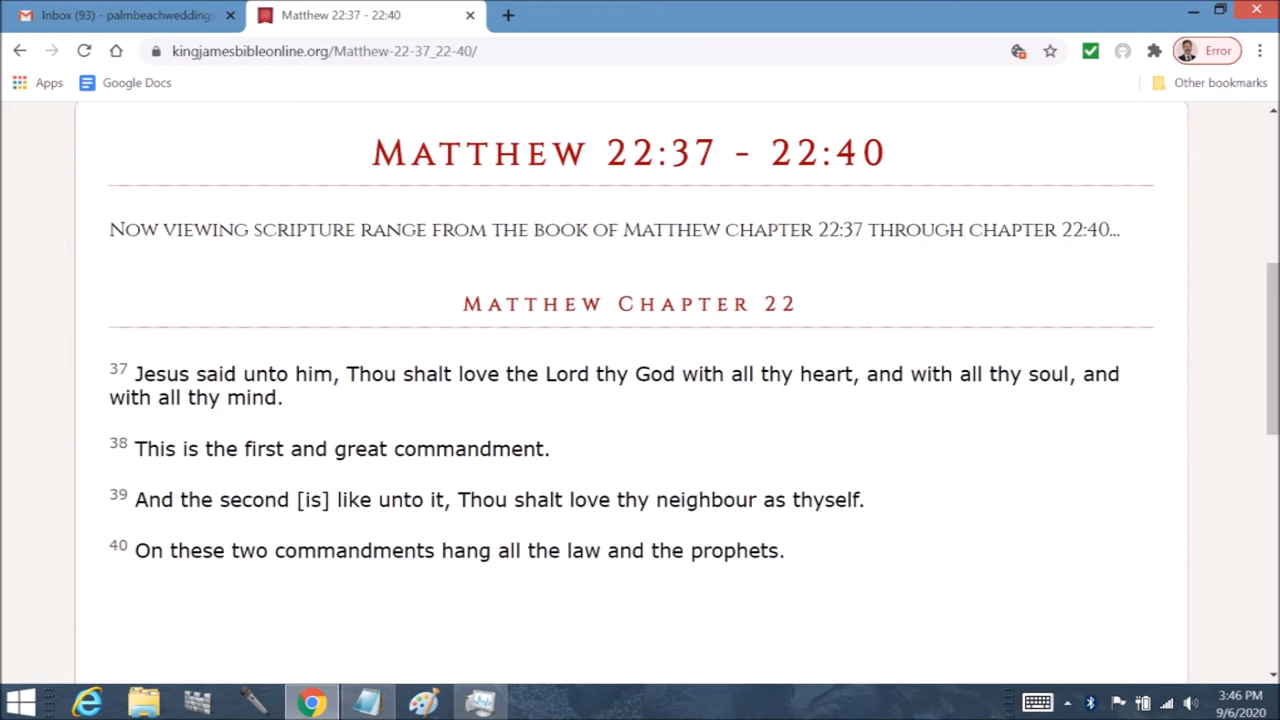 Inbox (93) - palmbeachwedding
Matthew 22:37 - 22:40
kingjamesbibleonline.org/Matthew-22-37_22-40/
Error
Apps
Google Docs
Other bookmarks
Matthew 22:37 - 22:40
Now viewing scripture range from the book of Matthew chapter 22:37 through chapter 22:40...
Matthew Chapter 22
37 Jesus said unto him, Thou shalt love the Lord thy God with all thy heart, and with all thy soul, and
with all thy mind.
38 This is the first and great commandment.
39 And the second [is] like unto it, Thou shalt love thy neighbour as thyself.
40 On these two commandments hang all the law and the prophets.
3:46 PM
9/6/2020